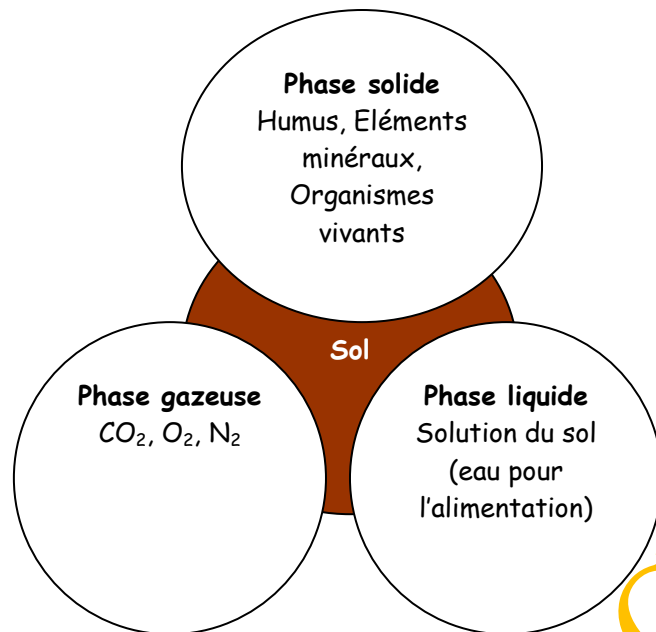 Phase solide
Humus, Eléments
minéraux,
Organismes
vivants
Sol
Phase gazeuse
CO₂, O₂, N₂
Phase liquide
Solution du sol
(eau pour
l'alimentation)